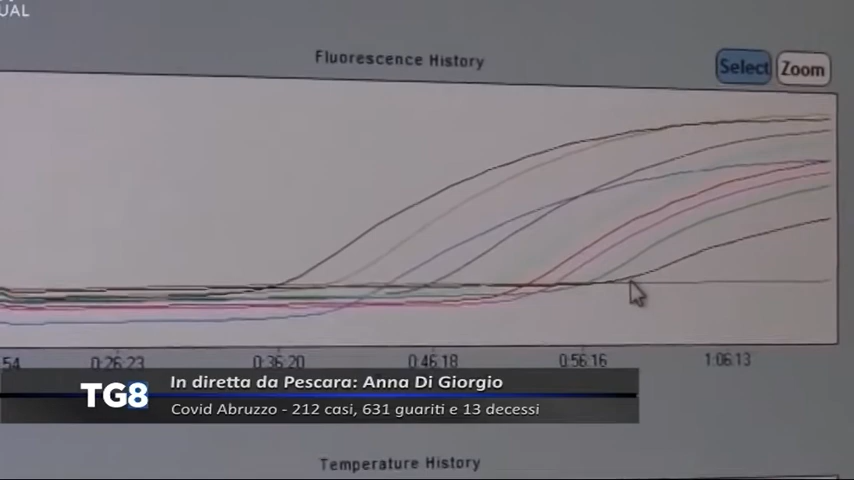 UAL
Fluorescence History
Select Zoom
54 0:26:23 0:36:20 0:46:18 0:56:16 1:06:13
TG8
In diretta da Pescara: Anna Di Giorgio
Covid Abruzzo - 212 casi, 631 guariti e 13 decessi
Temperature History